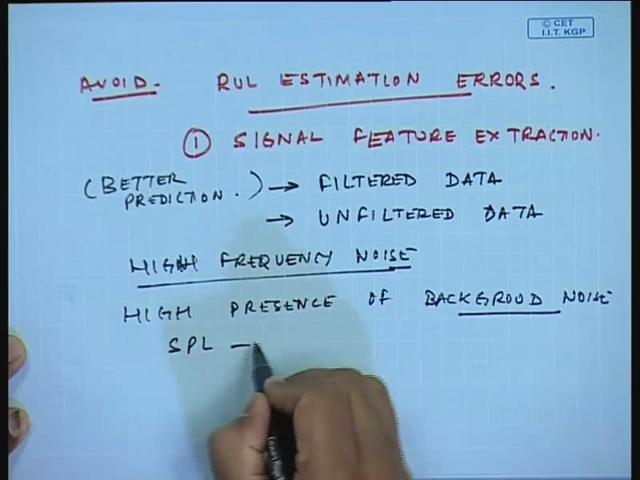 © CET
I.I.T. KGP
AVOID. RUL ESTIMATION ERRORS.
① SIGNAL FEATURE EXTRACTION.
(BETTER PREDICTION.) → FILTERED DATA
→ UNFILTERED DATA
HIGH FREQUENCY NOISE
HIGH PRESENCE OF BACKGROUD NOISE
SPL —